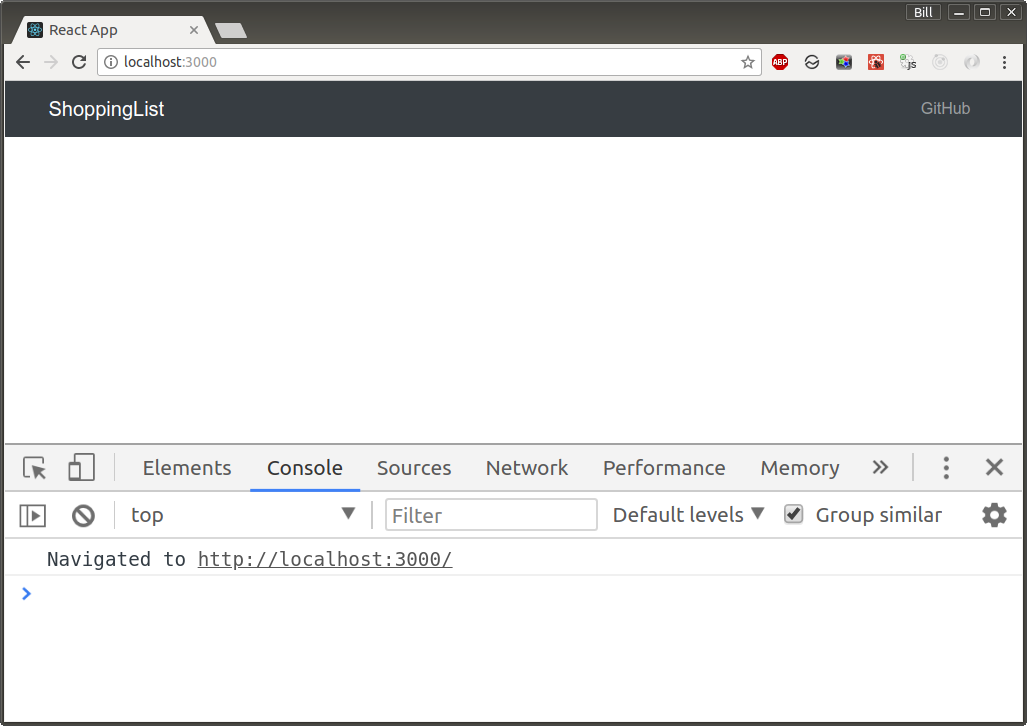 Bill
React App
localhost:3000
ABP
JS
ShoppingList
GitHub
Elements Console Sources Network Performance Memory
top Filter Default levels Group similar
Navigated to http://localhost:3000/